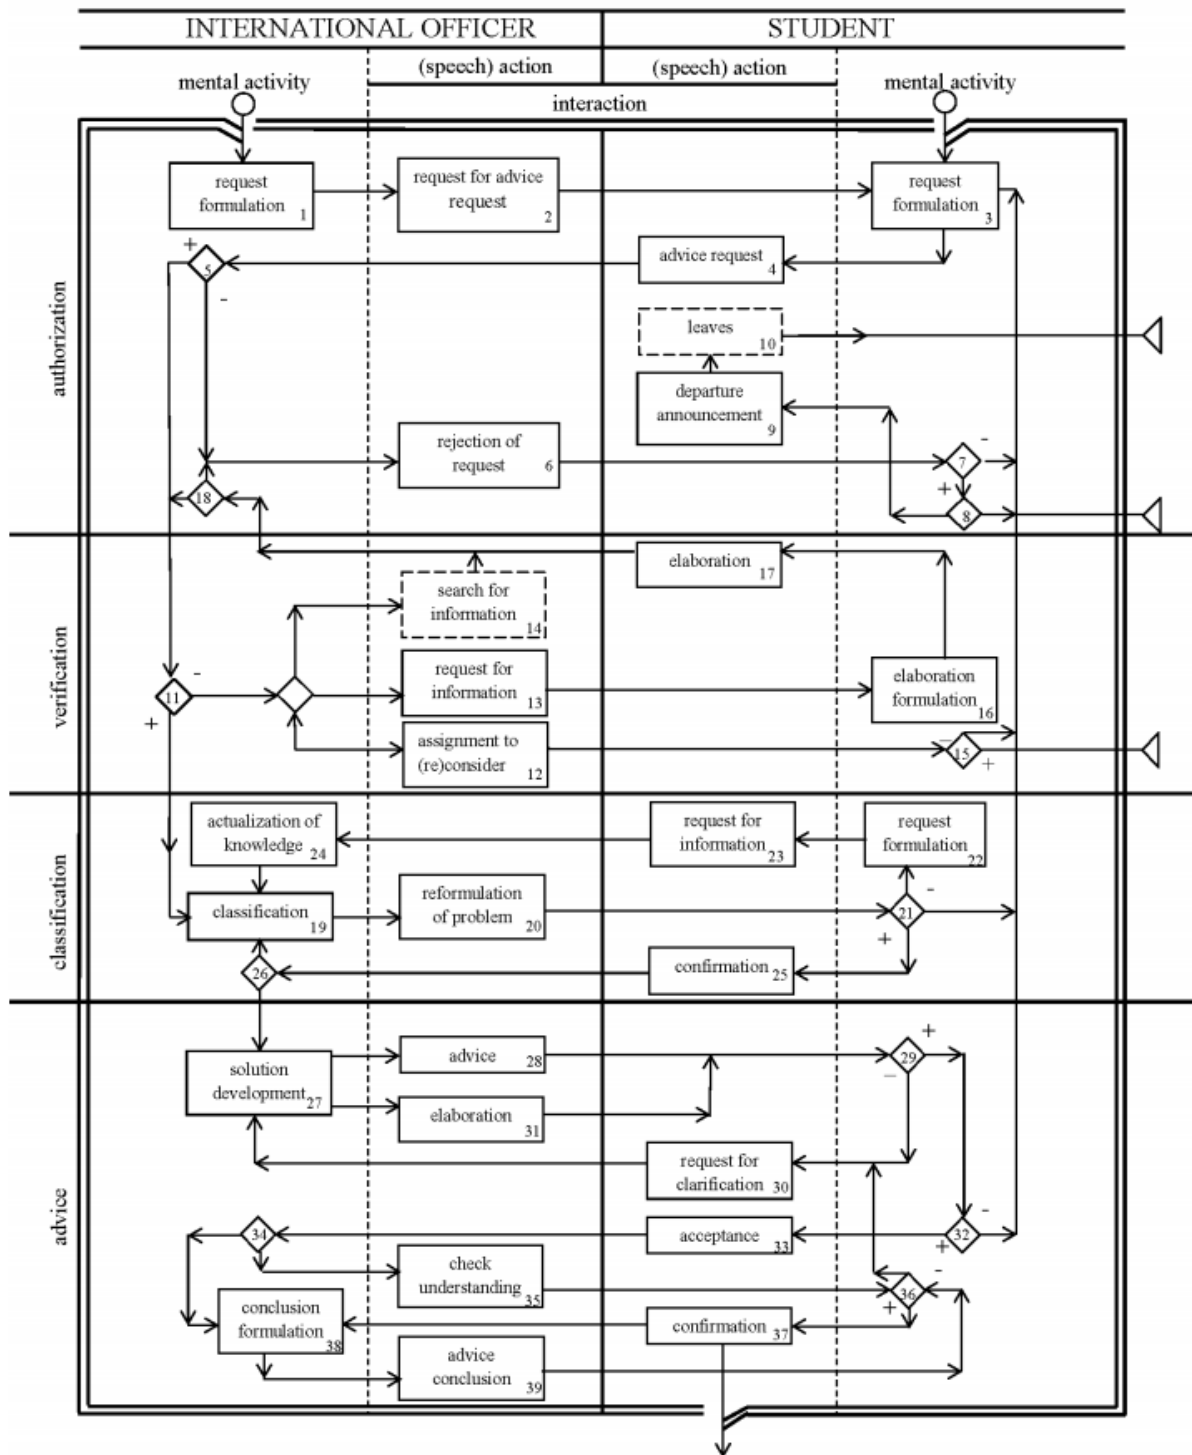 INTERNATIONAL OFFICER
STUDENT
(speech) action
(speech) action
mental activity
mental activity
interaction
authorization
request
formulation
1
request for advice
request
2
request
formulation
3
+
5
-
advice request
4
leaves
10
departure
announcement
9
rejection of
request
6
7
-
+
8
18
verification
elaboration
17
search for
information
14
-
11
+
request for
information
13
elaboration
formulation
16
assignment to
(re)consider
12
-
15
+
classification
actualization of
knowledge
24
request for
information
23
request
formulation
22
classification
19
reformulation
of problem
20
-
21
+
26
confirmation
25
advice
solution
development
27
advice
28
+
29
-
elaboration
31
request for
clarification
30
34
acceptance
33
-
32
+
check
understanding
35
-
36
+
conclusion
formulation
38
confirmation
37
advice
conclusion
39